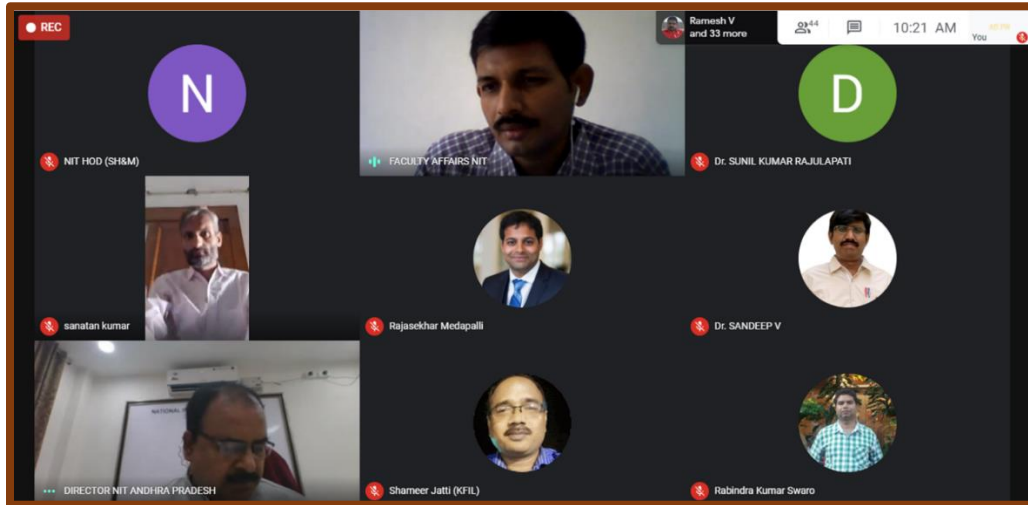 REC
Ramesh V
and 33 more
44
10:21 AM
You
N
D
NIT HOD (SH&M)
FACULTY AFFAIRS NIT
Dr. SUNIL KUMAR RAJULAPATI
sanatan kumar
Rajasekhar Medapalli
Dr. SANDEEP V
NATIONAL
DIRECTOR NIT ANDHRA PRADESH
Shameer Jatti (KFIL)
Rabindra Kumar Swaro